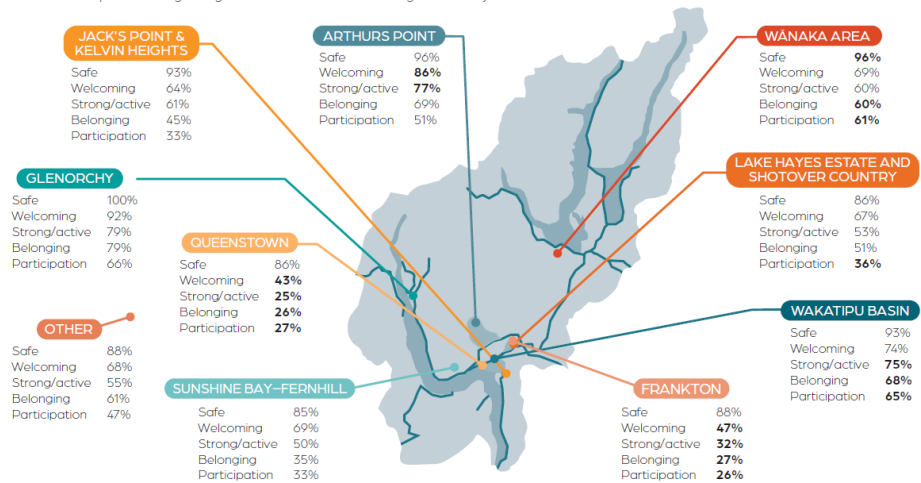 JACK'S POINT &
KELVIN HEIGHTS
Safe 93%
Welcoming 64%
Strong/active 61%
Belonging 45%
Participation 33%
ARTHURS POINT
Safe 96%
Welcoming 86%
Strong/active 77%
Belonging 69%
Participation 51%
WĀNAKA AREA
Safe 96%
Welcoming 69%
Strong/active 60%
Belonging 60%
Participation 61%
GLENORCHY
Safe 100%
Welcoming 92%
Strong/active 79%
Belonging 79%
Participation 66%
LAKE HAYES ESTATE AND
SHOTOVER COUNTRY
Safe 86%
Welcoming 67%
Strong/active 53%
Belonging 51%
Participation 36%
QUEENSTOWN
Safe 86%
Welcoming 43%
Strong/active 25%
Belonging 26%
Participation 27%
WAKATIPU BASIN
Safe 93%
Welcoming 74%
Strong/active 75%
Belonging 68%
Participation 65%
OTHER
Safe 88%
Welcoming 68%
Strong/active 55%
Belonging 61%
Participation 47%
SUNSHINE BAY–FERNHILL
Safe 85%
Welcoming 69%
Strong/active 50%
Belonging 35%
Participation 33%
FRANKTON
Safe 88%
Welcoming 47%
Strong/active 32%
Belonging 27%
Participation 26%